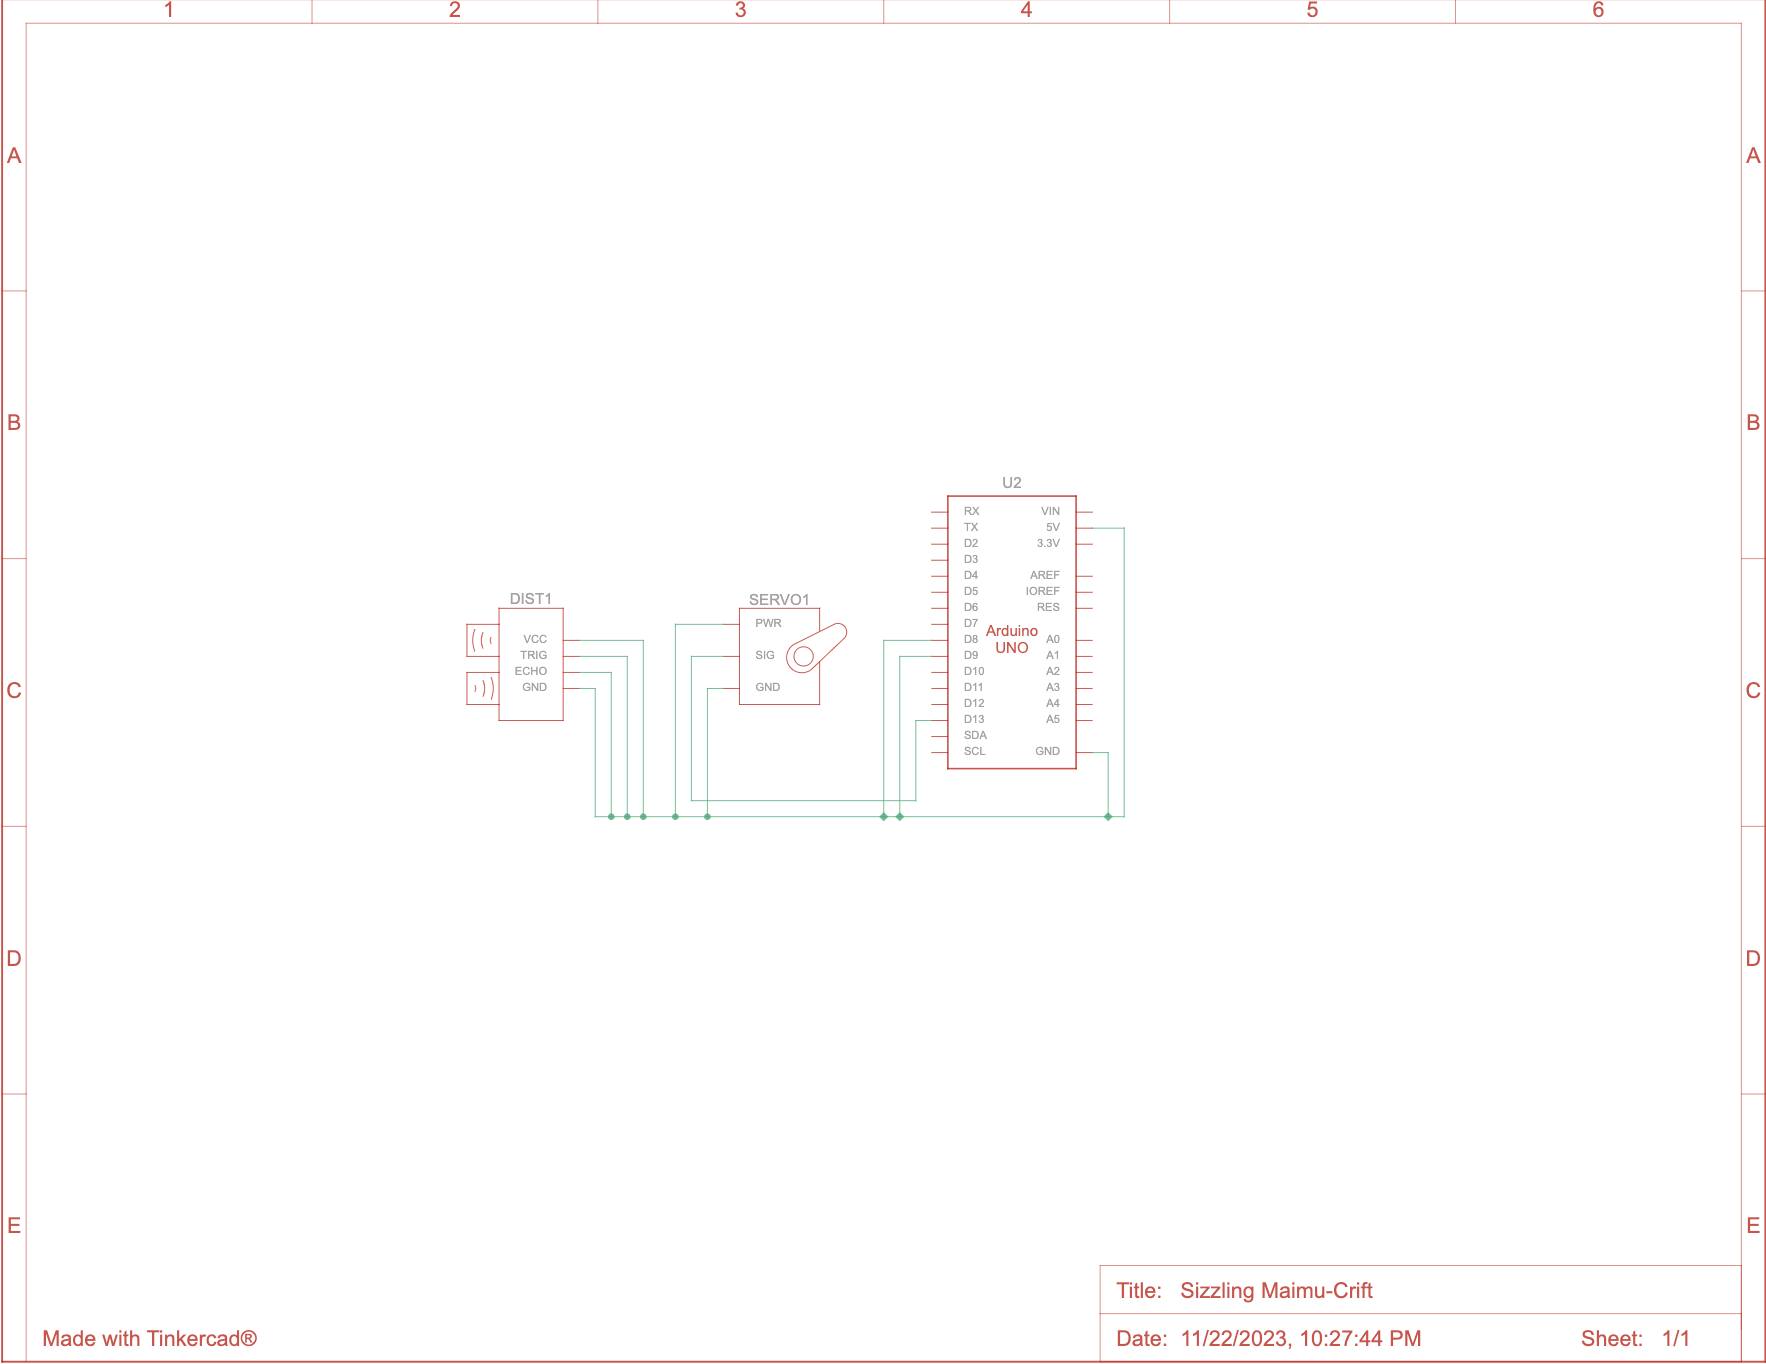 1 2 3 4 5 6
A A
B B
U2
RX VIN
TX 5V
D2 3.3V
D3
D4 AREF
D5 IOREF
DIST1 SERVO1 D6 RES
PWR D7
Arduino
VCC D8 A0
UNO
TRIG SIG D9 A1
ECHO D10 A2
C GND GND D11 A3 C
D12 A4
D13 A5
SDA
SCL GND
D D
E E
Title: Sizzling Maimu-Crift
Made with Tinkercad® Date: 11/22/2023, 10:27:44 PM Sheet: 1/1